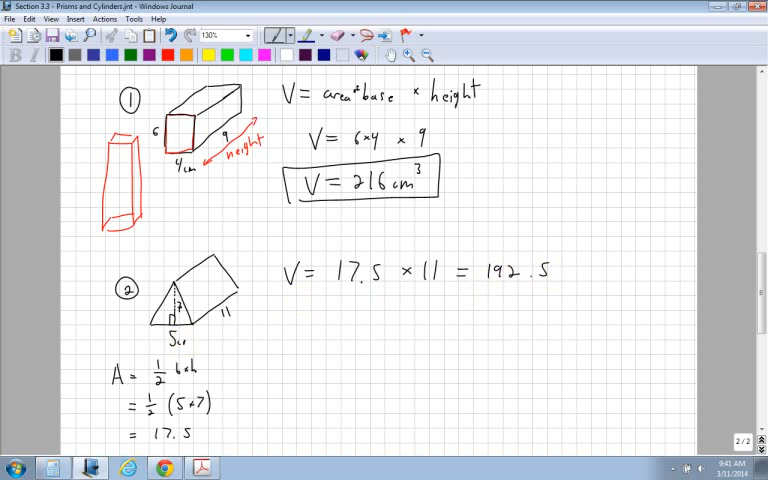 Section 3.3 - Prisms and Cylinders.jnt - Windows Journal
File Edit View Insert Actions Tools Help
130%
B I
① V = area of base × height
6
9
height
4cm
V = 6×4 × 9
V = 216 cm³
② V = 17.5 × 11 = 192.5
7
11
5cm
A = 1/2 b×h
= 1/2 (5×7)
= 17.5
2 / 2
9:41 AM
3/11/2014